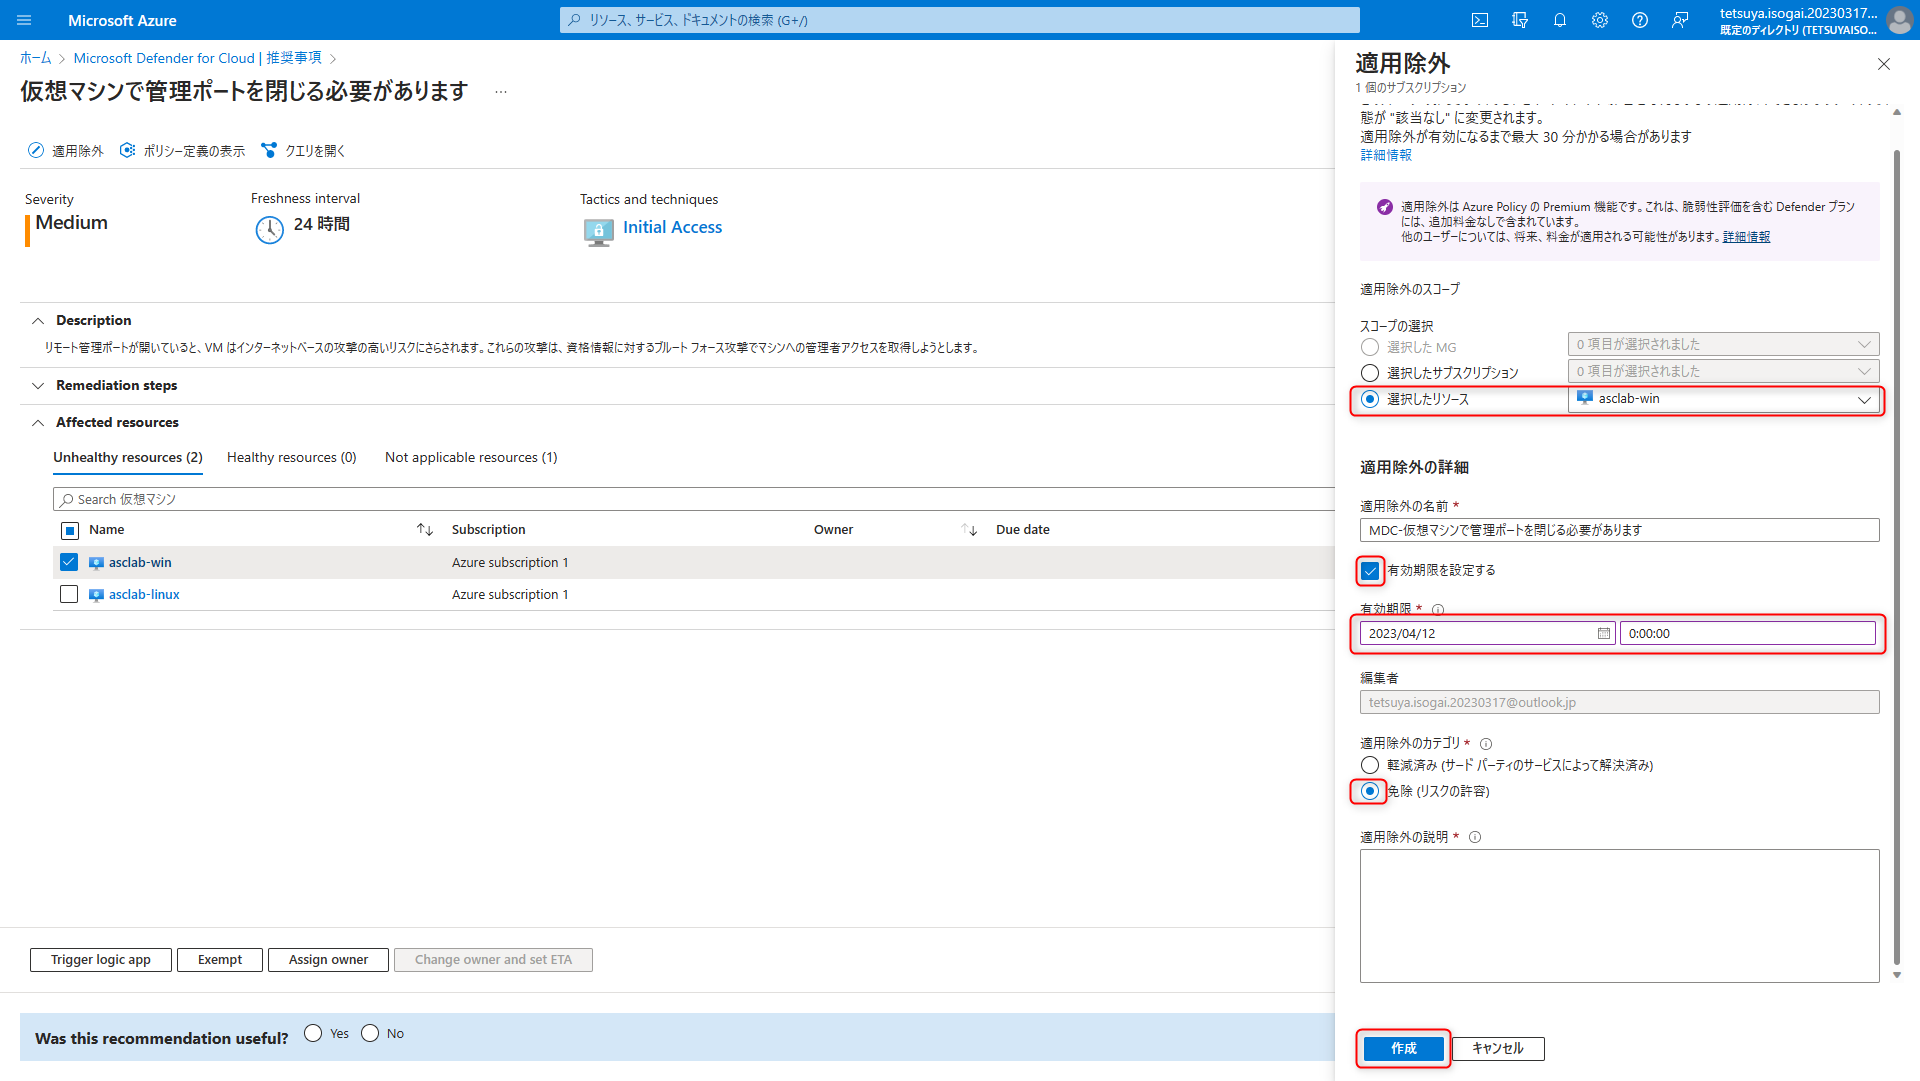 Microsoft Azure
リソース、サービス、ドキュメントの検索 (G+/)
tetsuya.isogai.20230317...
既定のディレクトリ (TETSUYAISO...
ホーム > Microsoft Defender for Cloud | 推奨事項 >
仮想マシンで管理ポートを閉じる必要があります ...
適用除外 ポリシー定義の表示 クエリを開く
Severity
Medium
Freshness interval
24 時間
Tactics and techniques
Initial Access
Description
リモート管理ポートが開いていると、VM はインターネットベースの攻撃の高いリスクにさらされます。これらの攻撃は、資格情報に対するブルート フォース攻撃でマシンへの管理者アクセスを取得しようとします。
Remediation steps
Affected resources
Unhealthy resources (2) Healthy resources (0) Not applicable resources (1)
Search 仮想マシン
Name Subscription Owner Due date
asclab-win Azure subscription 1
asclab-linux Azure subscription 1
Trigger logic app Exempt Assign owner Change owner and set ETA
Was this recommendation useful? Yes No
適用除外
1 個のサブスクリプション
態が "該当なし" に変更されます。
適用除外が有効になるまで最大 30 分かかる場合があります
詳細情報
適用除外は Azure Policy の Premium 機能です。これは、脆弱性評価を含む Defender プラン
には、追加料金なしで含まれています。
他のユーザーについては、将来、料金が適用される可能性があります。詳細情報
適用除外のスコープ
スコープの選択
選択した MG 0 項目が選択されました
選択したサブスクリプション 0 項目が選択されました
選択したリソース asclab-win
適用除外の詳細
適用除外の名前 *
MDC-仮想マシンで管理ポートを閉じる必要があります
有効期限を設定する
有効期限 *
2023/04/12 0:00:00
編集者
tetsuya.isogai.20230317@outlook.jp
適用除外のカテゴリ *
軽減済み (サード パーティのサービスによって解決済み)
免除 (リスクの許容)
適用除外の説明 *
作成 キャンセル